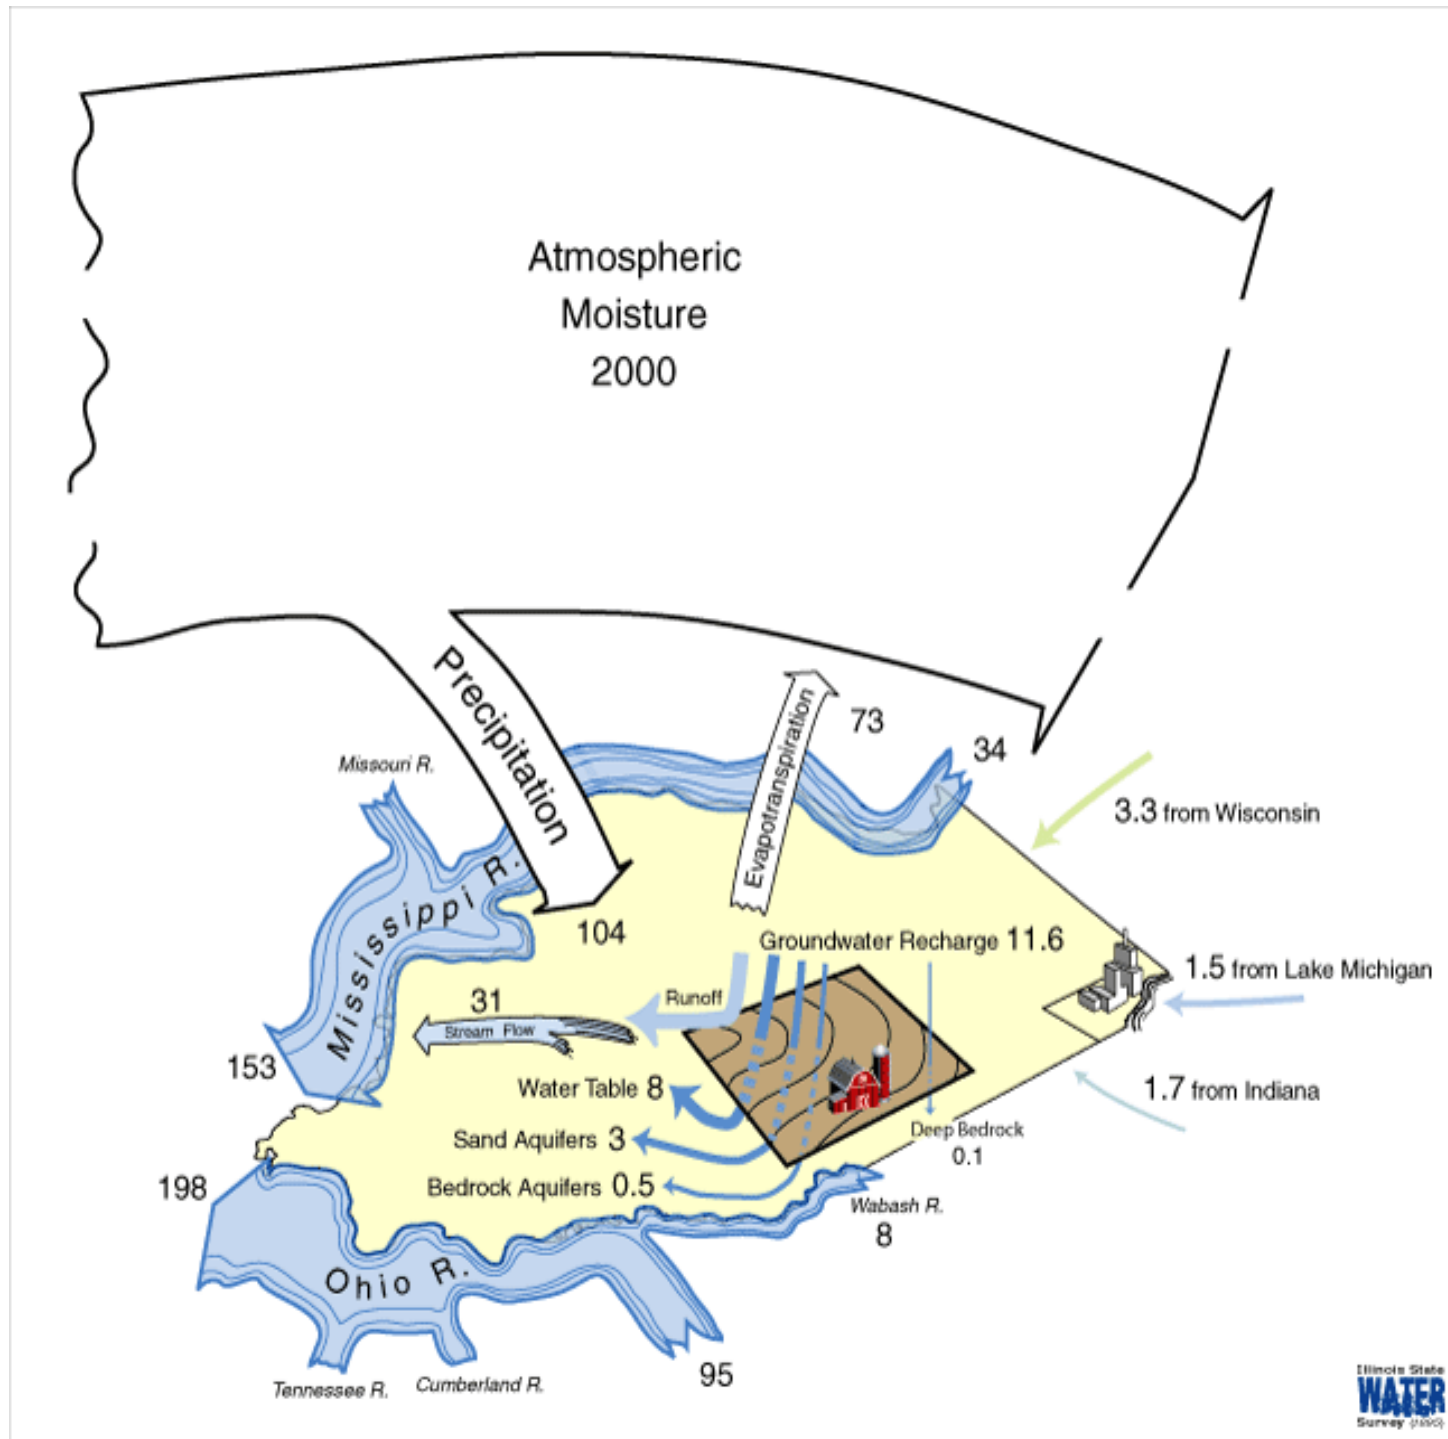 Atmospheric
Moisture
2000
Precipitation
Evapotranspiration
73
34
Missouri R.
3.3 from Wisconsin
Mississippi R.
104
Groundwater Recharge 11.6
1.5 from Lake Michigan
31
Runoff
Stream Flow
153
Water Table 8
1.7 from Indiana
Sand Aquifers 3
Deep Bedrock
0.1
Bedrock Aquifers 0.5
198
Wabash R.
8
Ohio R.
Tennessee R.
Cumberland R.
95
Illinois State
WATER
Survey (1895)